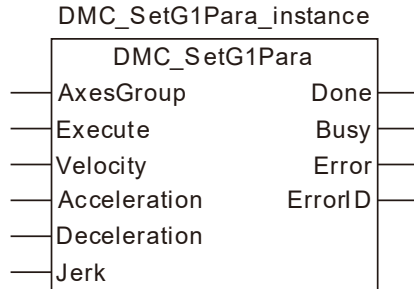 DMC_SetG1Para_instance
DMC_SetG1Para
AxesGroup Done
Execute Busy
Velocity Error
Acceleration ErrorID
Deceleration
Jerk